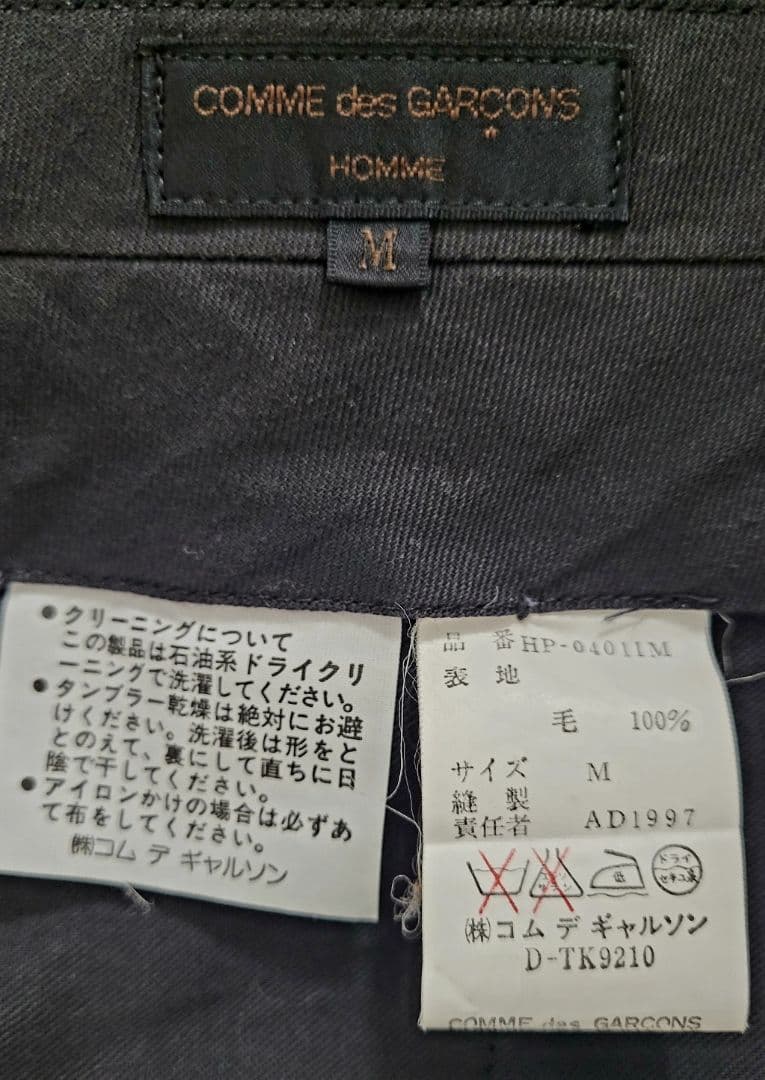 COMME des GARÇONS
HOMME
M
● クリーニングについて
この製品は石油系ドライクリ
ーニングで洗濯してください。
● タンブラー乾燥は絶対にお避
けください。洗濯後は形をと
とのえて、裏にして直ちに日
陰で干してください。
● アイロンかけの場合は必ずあ
て布をしてください。
㈱コム デ ギャルソン
品 番 HP-04011M
表 地
毛 100%
サイズ M
縫 製
責任者 AD1997
低
ドライ
セキユ系
㈱コム デ ギャルソン
D-TK9210
COMME des GARCONS